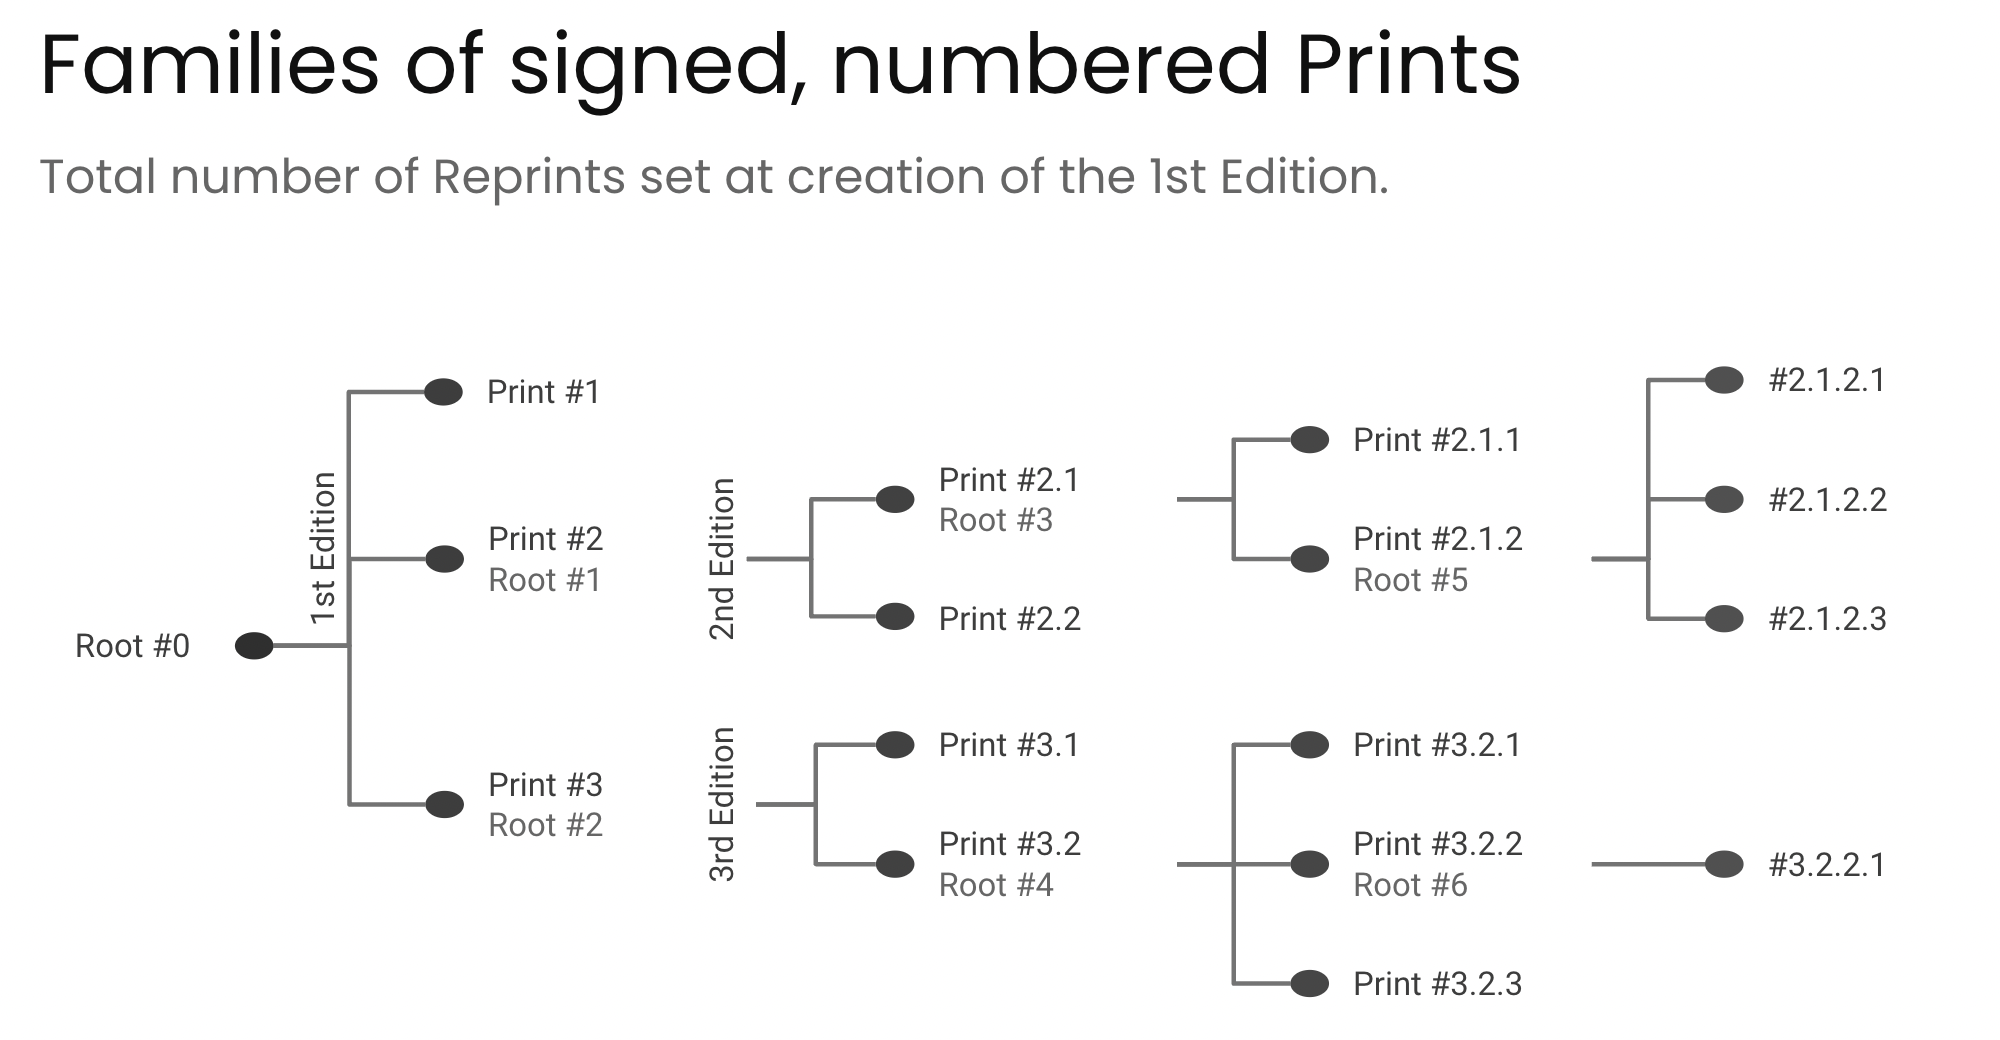 Families of signed, numbered Prints
Total number of Reprints set at creation of the 1st Edition.
Root #0
1st Edition
Print #1
Print #2
Root #1
Print #3
Root #2
2nd Edition
Print #2.1
Root #3
Print #2.2
3rd Edition
Print #3.1
Print #3.2
Root #4
Print #2.1.1
Print #2.1.2
Root #5
Print #3.2.1
Print #3.2.2
Root #6
Print #3.2.3
#2.1.2.1
#2.1.2.2
#2.1.2.3
#3.2.2.1